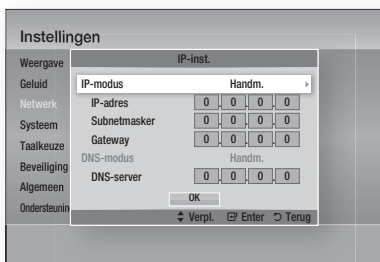 Instellingen
Weergave
Geluid
Netwerk
Systeem
Taalkeuze
Beveiliging
Algemeen
Ondersteunin
IP-inst.
IP-modus Handm.
IP-adres 0 . 0 . 0 . 0
Subnetmasker 0 . 0 . 0 . 0
Gateway 0 . 0 . 0 . 0
DNS-modus Handm.
DNS-server 0 . 0 . 0 . 0
OK
Verpl. Enter Terug